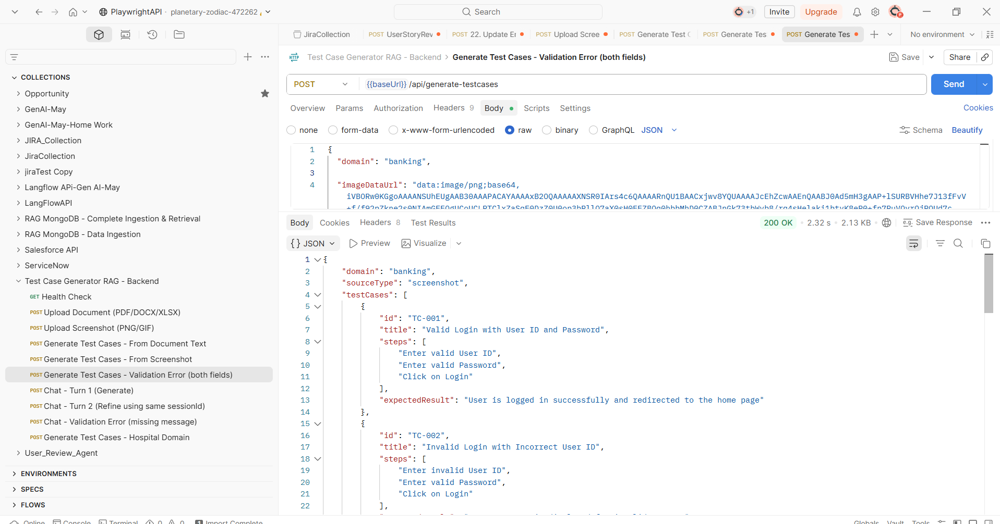 PlaywrightAPI · planetary-zodiac-472262
Search
+1
Invite
Upgrade
JiraCollection
POST UserStoryRev
POST 22. Update Er
POST Upload Scree
POST Generate Test C
POST Generate Tes
POST Generate Tes
No environment
HTTP Test Case Generator RAG - Backend > Generate Test Cases - Validation Error (both fields)
Save
Share
COLLECTIONS
Opportunity
GenAI-May
GenAI-May-Home Work
JIRA_Collection
JiraCollection
jiraTest Copy
Langflow APi-Gen AI-May
LangFlowAPI
RAG MongoDB - Complete Ingestion & Retrieval
RAG MongoDB - Data Ingestion
Salesforce API
ServiceNow
Test Case Generator RAG - Backend
GET Health Check
POST Upload Document (PDF/DOCX/XLSX)
POST Upload Screenshot (PNG/GIF)
POST Generate Test Cases - From Document Text
POST Generate Test Cases - From Screenshot
POST Generate Test Cases - Validation Error (both fields)
POST Chat - Turn 1 (Generate)
POST Chat - Turn 2 (Refine using same sessionId)
POST Chat - Validation Error (missing message)
POST Generate Test Cases - Hospital Domain
User_Review_Agent
ENVIRONMENTS
SPECS
FLOWS
POST
{{baseUrl}} /api/generate-testcases
Send
Overview Params Authorization Headers 9 Body Scripts Settings
Cookies
none form-data x-www-form-urlencoded raw binary GraphQL JSON
Schema Beautify
1 {
2 "domain": "banking",
3
4 "imageDataUrl": "data:image/png;base64,
Body Cookies Headers 8 Test Results
200 OK • 2.32 s • 2.13 KB
e.g. Save Response
{} JSON Preview Visualize
1 {
2 "domain": "banking",
3 "sourceType": "screenshot",
4 "testCases": [
5 {
6 "id": "TC-001",
7 "title": "Valid Login with User ID and Password",
8 "steps": [
9 "Enter valid User ID",
10 "Enter valid Password",
11 "Click on Login"
12 ],
13 "expectedResult": "User is logged in successfully and redirected to the home page"
14 },
15 {
16 "id": "TC-002",
17 "title": "Invalid Login with Incorrect User ID",
18 "steps": [
19 "Enter invalid User ID",
20 "Enter valid Password",
21 "Click on Login"
22 ],
Online Console Terminal 0 0 1 Import Complete
Globals Vault Tools